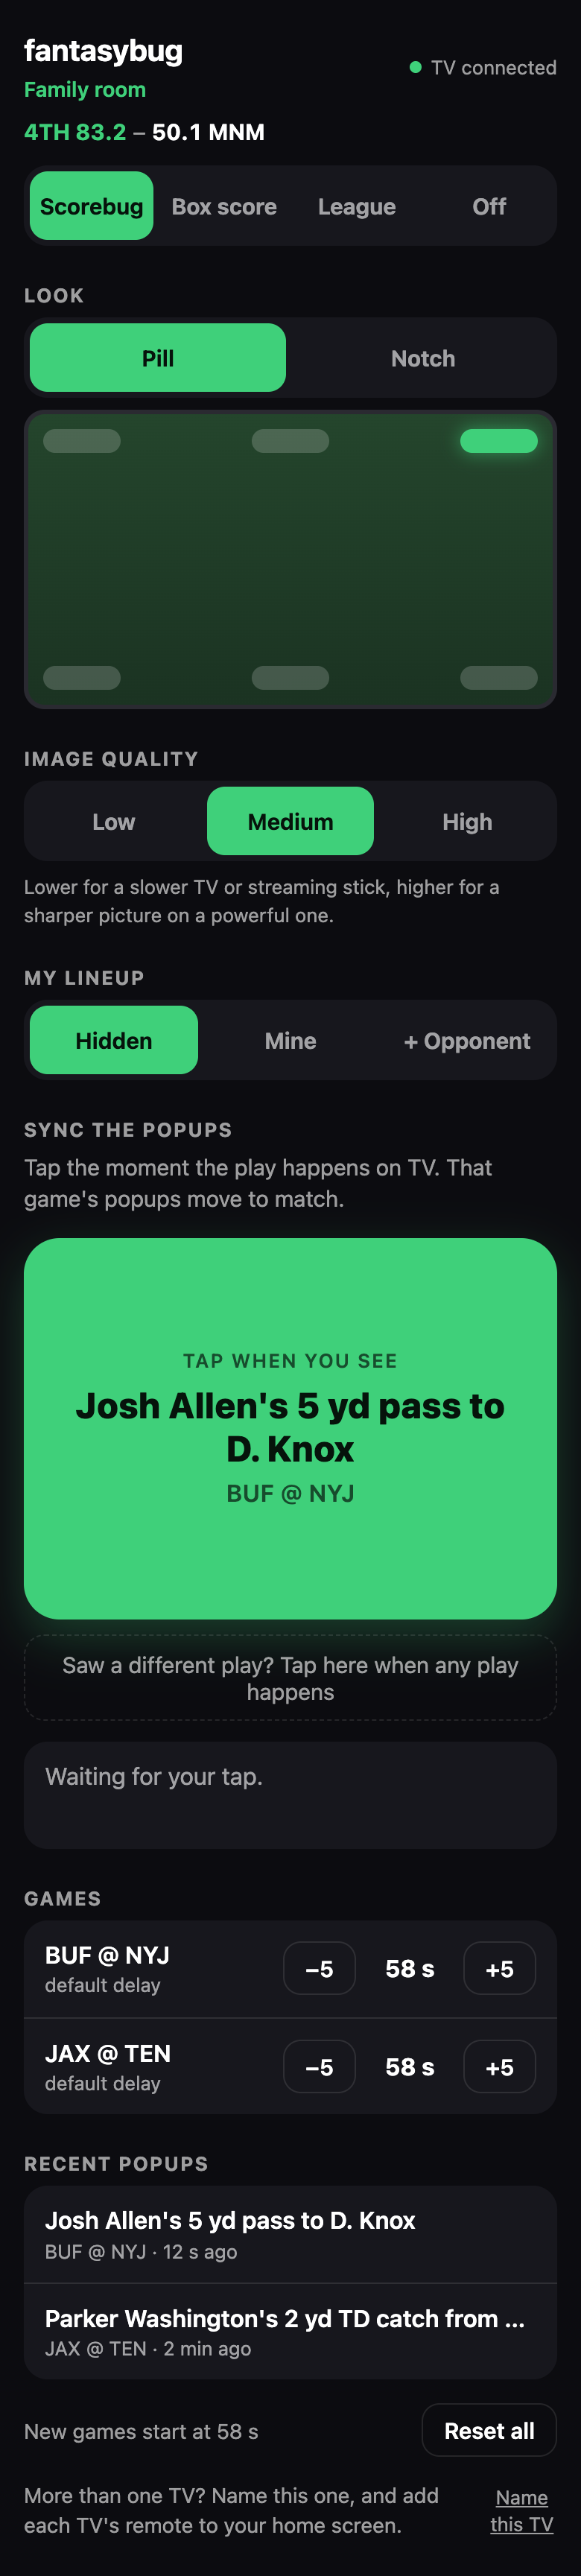 fantasybug
TV connected
Family room
4TH 83.2 – 50.1 MNM
Scorebug Box score League Off
LOOK
Pill Notch
IMAGE QUALITY
Low Medium High
Lower for a slower TV or streaming stick, higher for a
sharper picture on a powerful one.
MY LINEUP
Hidden Mine + Opponent
SYNC THE POPUPS
Tap the moment the play happens on TV. That
game's popups move to match.
TAP WHEN YOU SEE
Josh Allen's 5 yd pass to
D. Knox
BUF @ NYJ
Saw a different play? Tap here when any play
happens
Waiting for your tap.
GAMES
BUF @ NYJ
default delay
−5 58 s +5
JAX @ TEN
default delay
−5 58 s +5
RECENT POPUPS
Josh Allen's 5 yd pass to D. Knox
BUF @ NYJ · 12 s ago
Parker Washington's 2 yd TD catch from ...
JAX @ TEN · 2 min ago
New games start at 58 s
Reset all
More than one TV? Name this one, and add
each TV's remote to your home screen.
Name
this TV